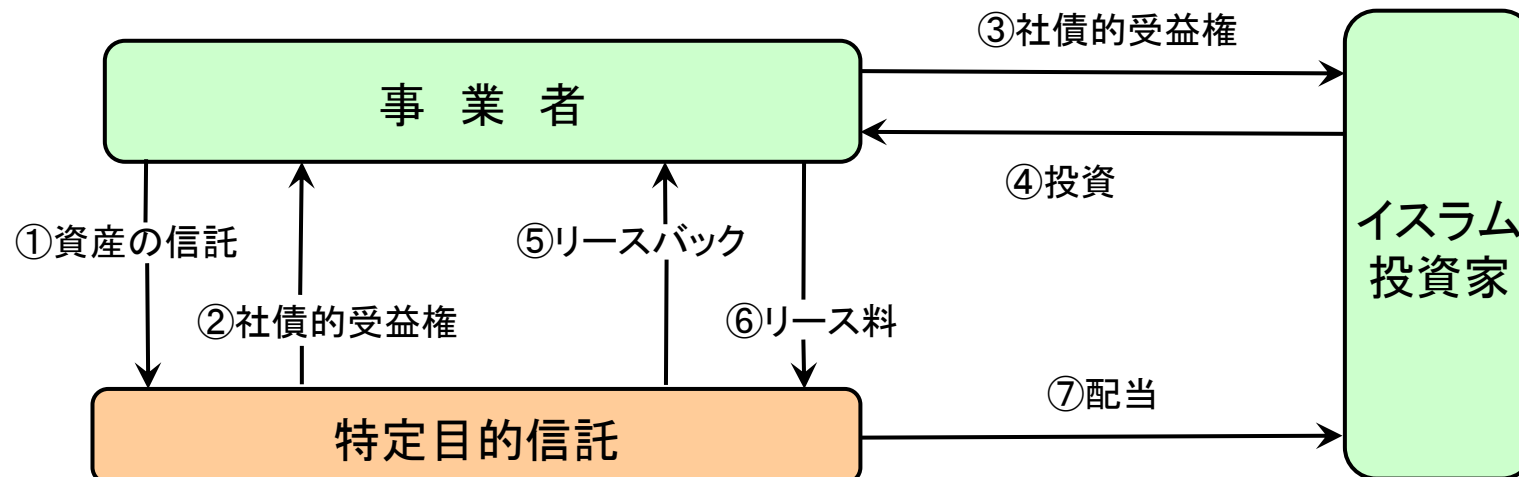 ③社債的受益権
事 業 者
④投資
①資産の信託
⑤リースバック
イスラム
投資家
②社債的受益権
⑥リース料
⑦配当
特定目的信託